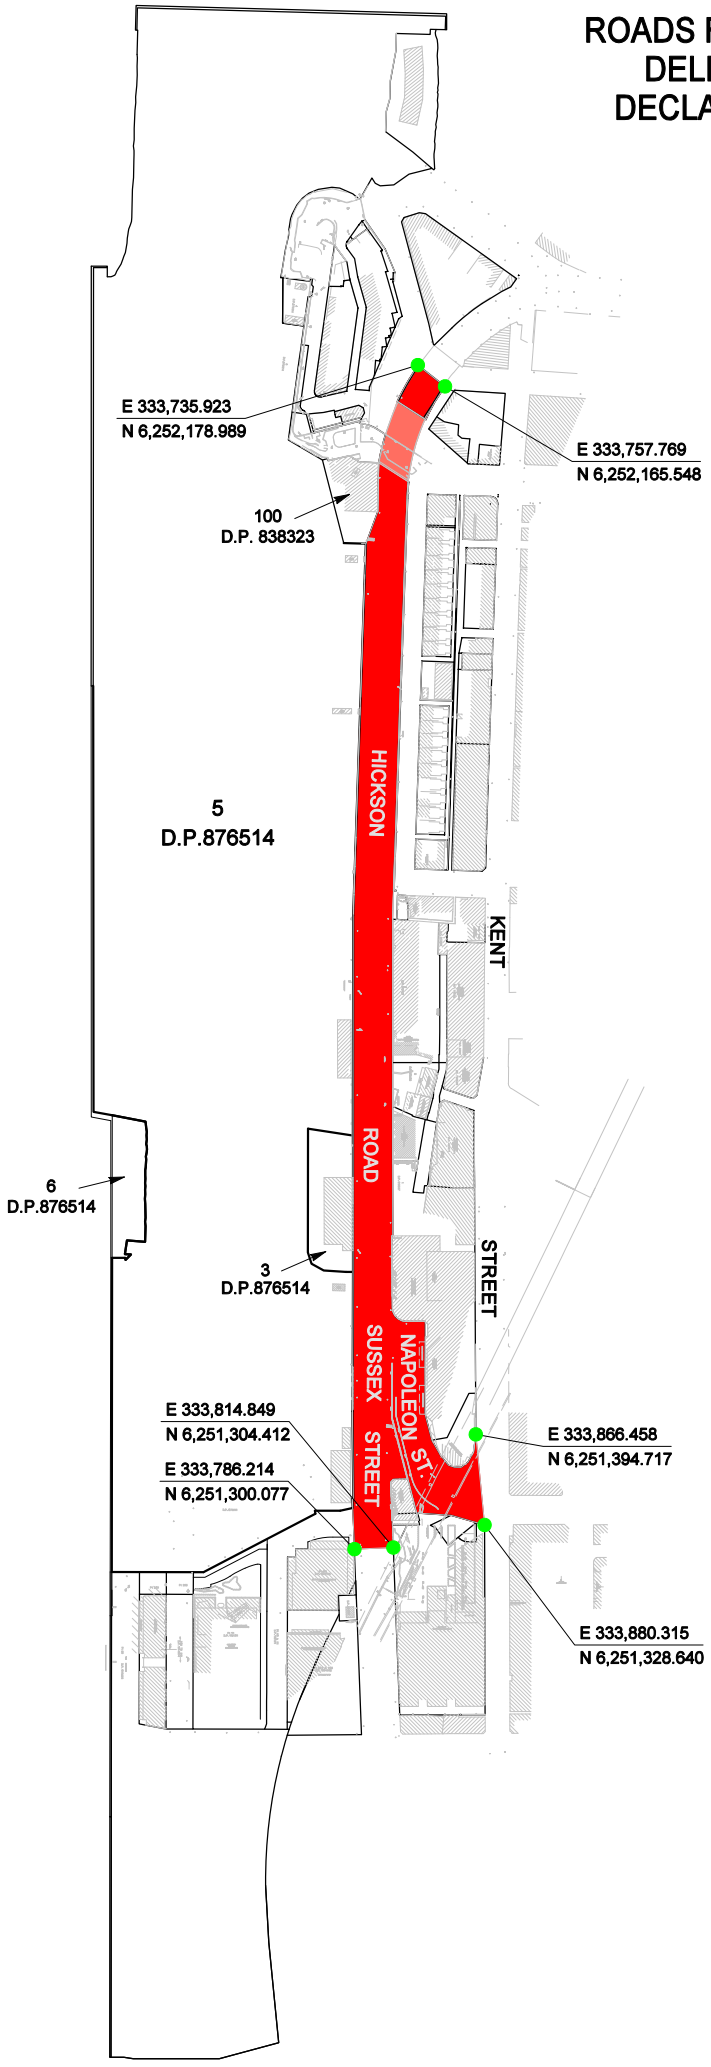 ROADS
DELI
DECLA
E 333,735.923
N 6,252,178.989
E 333,757.769
N 6,252,165.548
100
D.P. 838323
HICKSON
5
D.P.876514
KENT
ROAD
6
D.P.876514
3
D.P.876514
STREET
SUSSEX STREET
NAPOLEON ST.
E 333,814.849
N 6,251,304.412
E 333,786.214
N 6,251,300.077
E 333,866.458
N 6,251,394.717
E 333,880.315
N 6,251,328.640